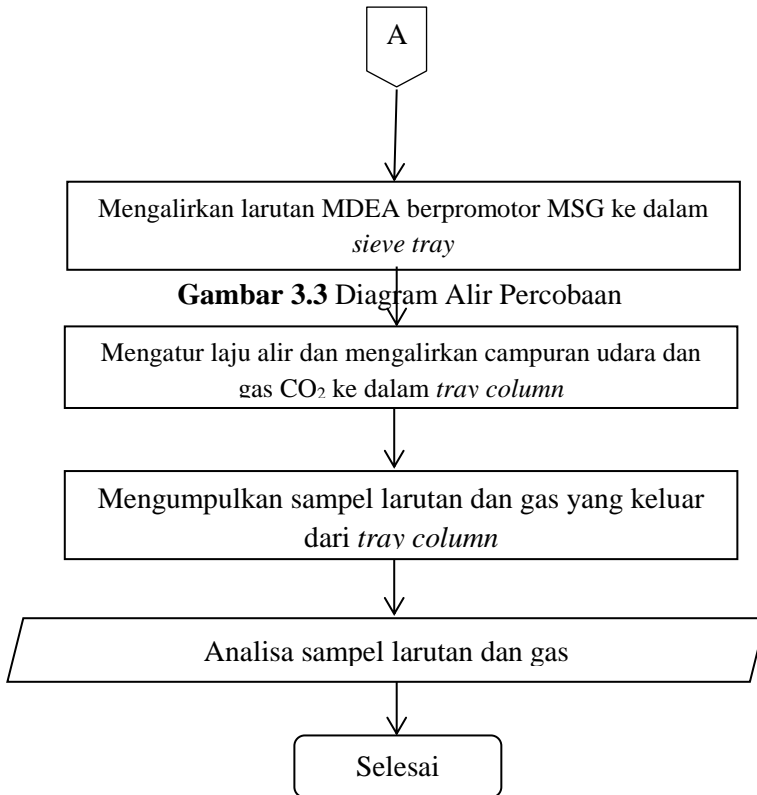 A
Mengalirkan larutan MDEA berpromotor MSG ke dalam
sieve tray
Gambar 3.3 Diagram Alir Percobaan
Mengatur laju alir dan mengalirkan campuran udara dan
gas CO₂ ke dalam tray column
Mengumpulkan sampel larutan dan gas yang keluar
dari tray column
Analisa sampel larutan dan gas
Selesai